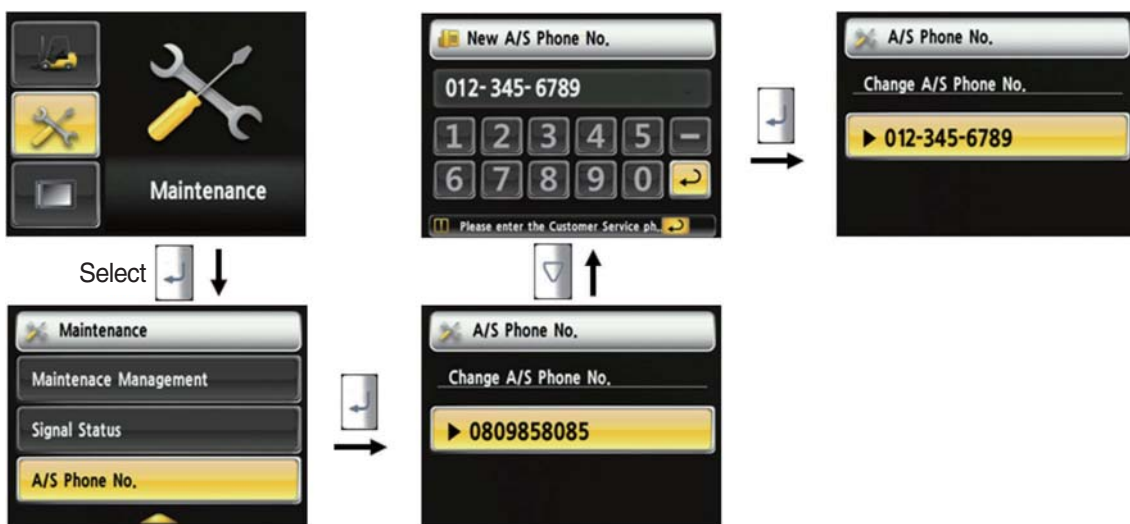 Maintenance
Select
Maintenance
Maintenace Management
Signal Status
A/S Phone No.
A/S Phone No.
Change A/S Phone No.
0809858085
New A/S Phone No.
012-345-6789
1 2 3 4 5 -
6 7 8 9 0
Please enter the Customer Service ph..
A/S Phone No.
Change A/S Phone No.
012-345-6789